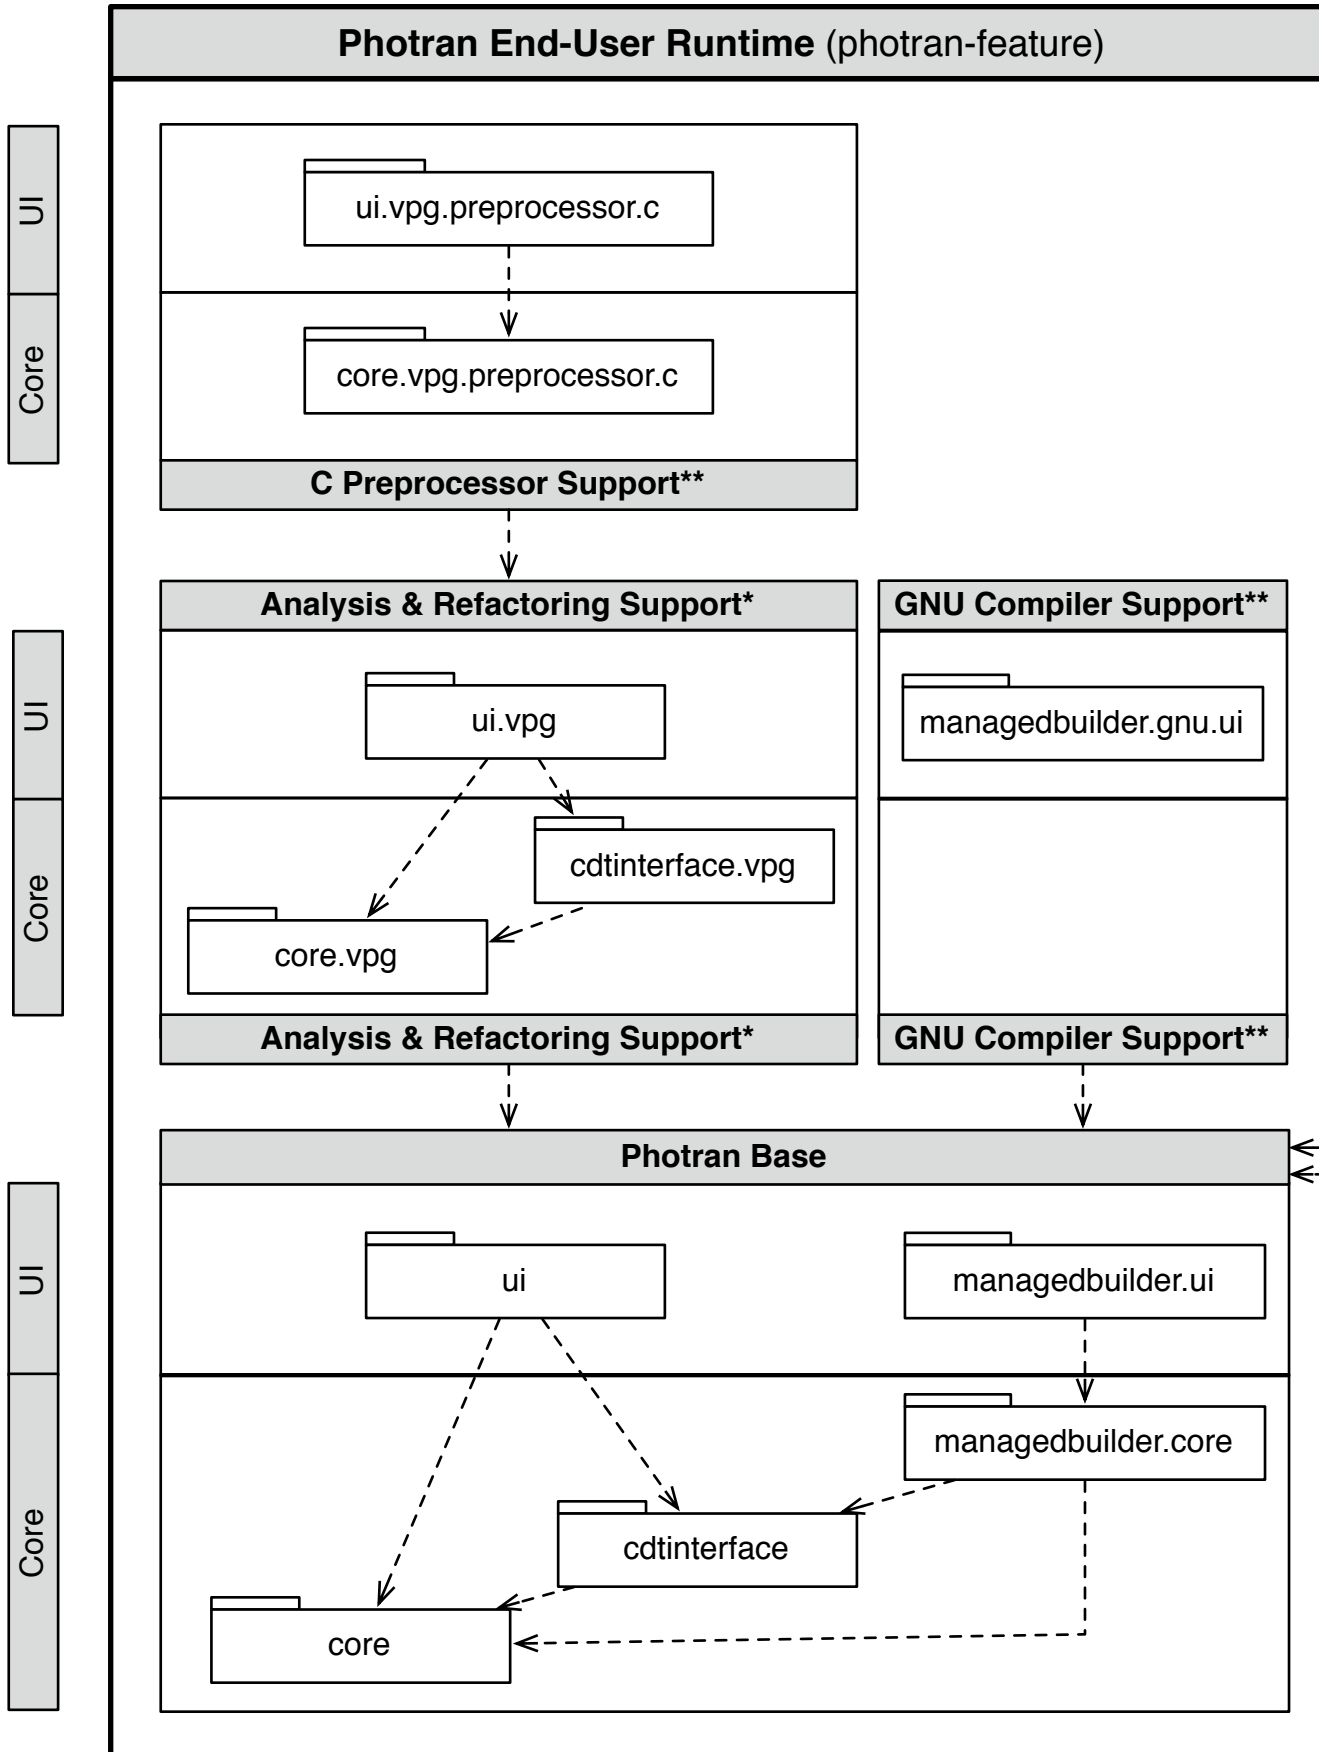 Photran End-User Runtime (photran-feature)
UI
ui.vpg.preprocessor.c
Core
core.vpg.preprocessor.c
C Preprocessor Support**
Analysis & Refactoring Support*
GNU Compiler Support**
UI
ui.vpg
managedbuilder.gnu.ui
Core
cdtinterface.vpg
core.vpg
Analysis & Refactoring Support*
GNU Compiler Support**
Photran Base
UI
ui
managedbuilder.ui
Core
managedbuilder.core
cdtinterface
core